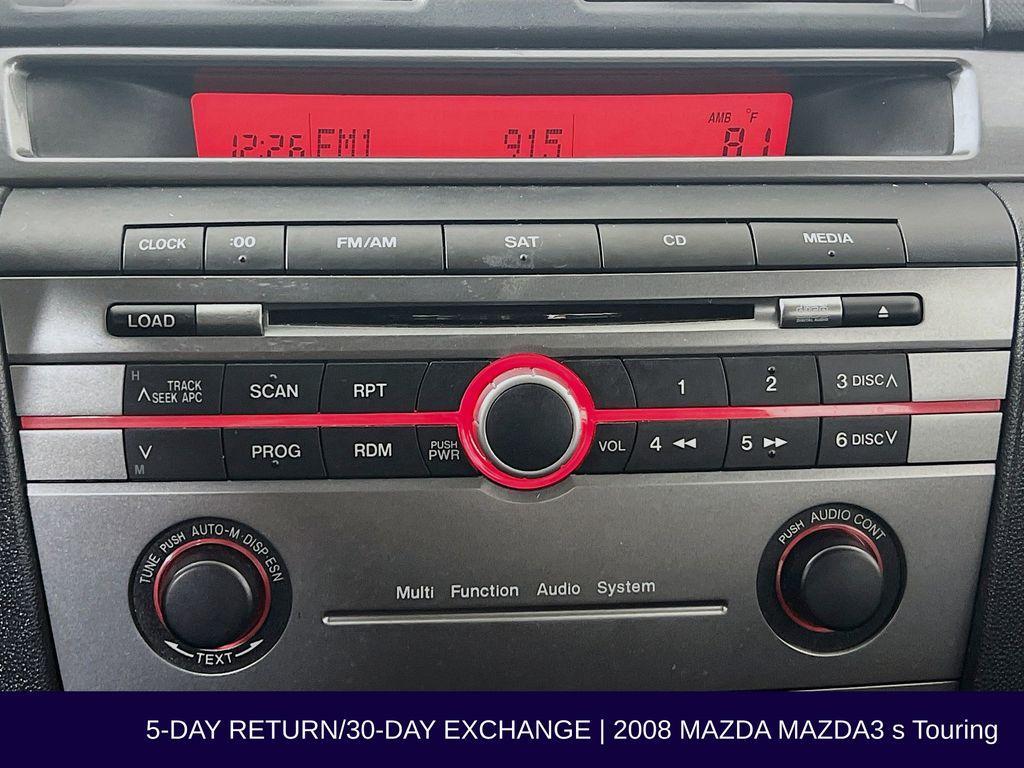 AMB °F
12:26 FM1 91.5 81
CLOCK :00 FM/AM SAT CD MEDIA
LOAD
DIGITAL AUDIO
H
TRACK
SEEK APC
SCAN RPT 1 2 3 DISC
V
M
PROG RDM PUSH
PWR
VOL 4 5 6 DISC
TUNE PUSH AUTO-M·DISP·ESN
TEXT
Multi Function Audio System
PUSH AUDIO CONT
5-DAY RETURN/30-DAY EXCHANGE | 2008 MAZDA MAZDA3 s Touring